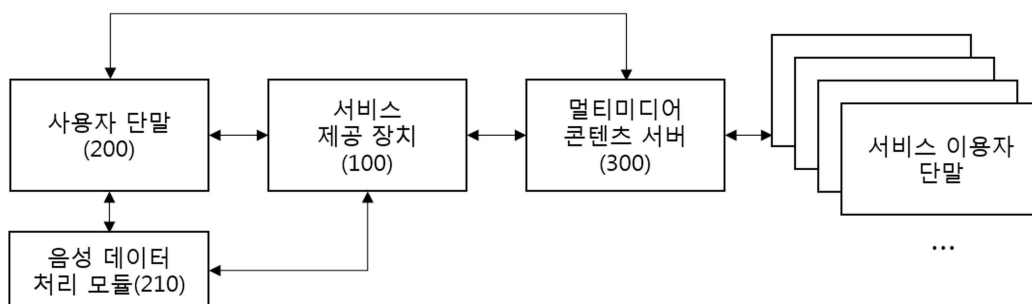 사용자 단말
(200)
서비스
제공 장치
(100)
멀티미디어
콘텐츠 서버
(300)
서비스 이용자
단말
...
음성 데이터
처리 모듈(210)